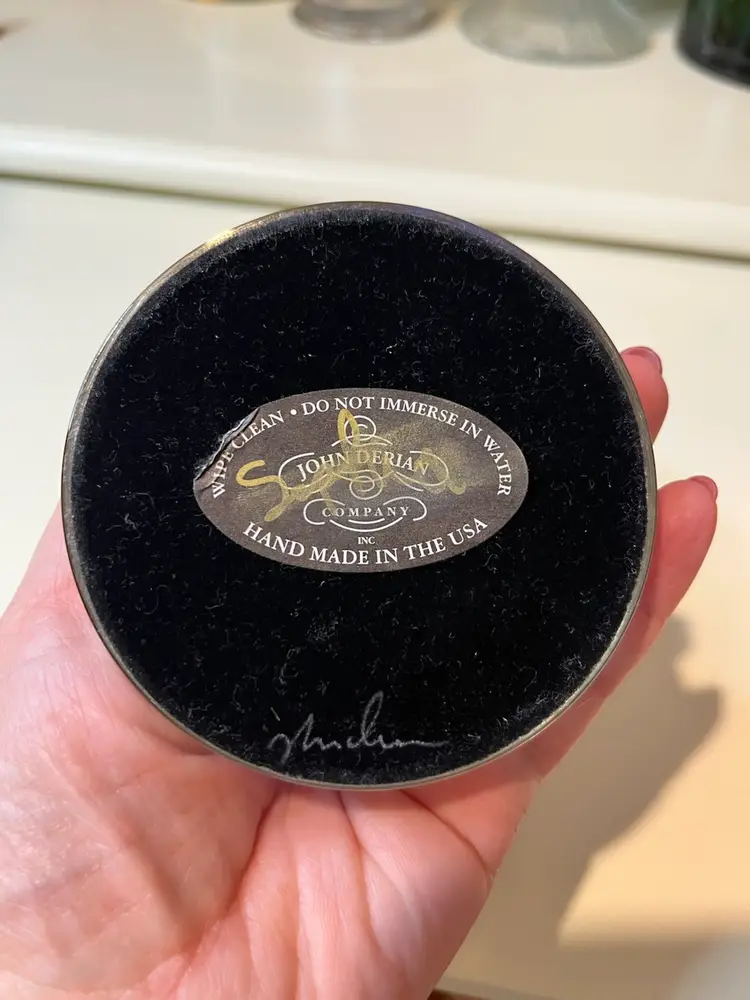 WIPE CLEAN • DO NOT IMMERSE IN WATER
JOHN DERIAN
COMPANY
INC
HAND MADE IN THE USA